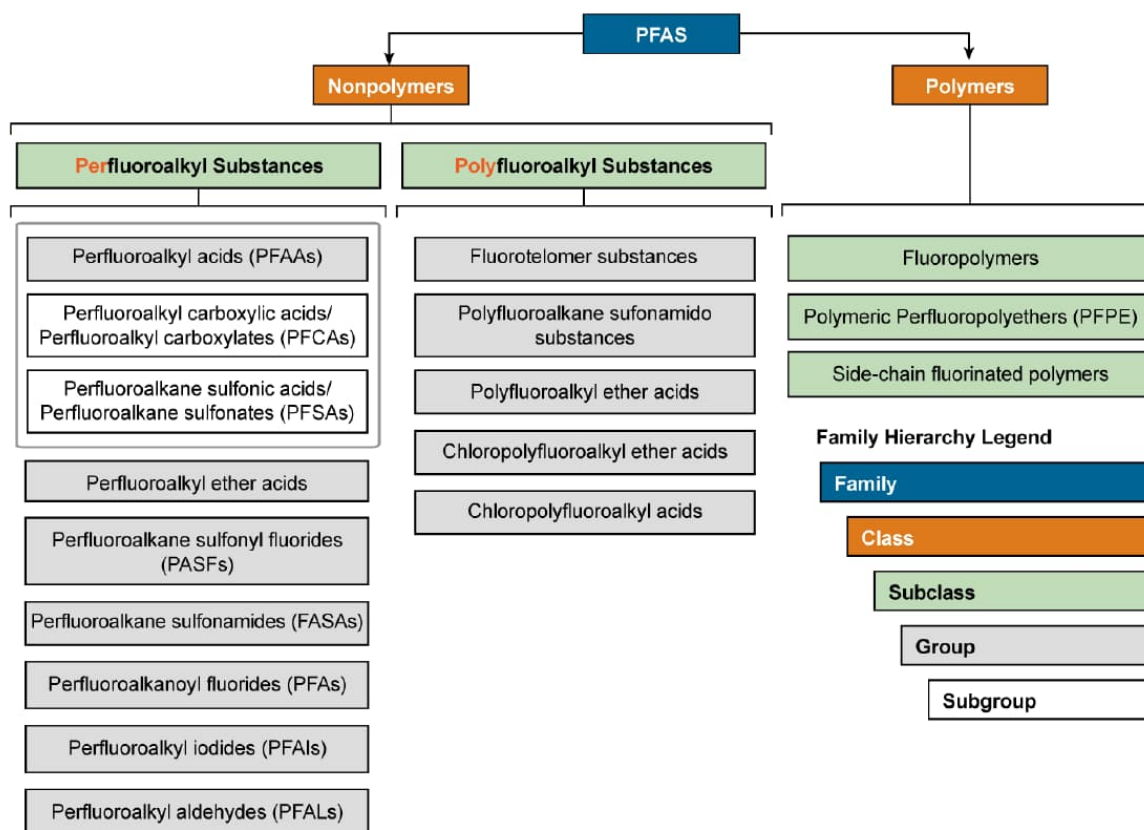 PFAS
Nonpolymers
Polymers
Perfluoroalkyl Substances
Polyfluoroalkyl Substances
Perfluoroalkyl acids (PFAAs)
Perfluoroalkyl carboxylic acids/
Perfluoroalkyl carboxylates (PFCAs)
Perfluoroalkane sulfonic acids/
Perfluoroalkane sulfonates (PFSAs)
Perfluoroalkyl ether acids
Perfluoroalkane sulfonyl fluorides
(PASFs)
Perfluoroalkane sulfonamides (FASAs)
Perfluoroalkanoyl fluorides (PFAs)
Perfluoroalkyl iodides (PFAIs)
Perfluoroalkyl aldehydes (PFALs)
Fluorotelomer substances
Polyfluoroalkane sufonamido
substances
Polyfluoroalkyl ether acids
Chloropolyfluoroalkyl ether acids
Chloropolyfluoroalkyl acids
Fluoropolymers
Polymeric Perfluoropolyethers (PFPE)
Side-chain fluorinated polymers
Family Hierarchy Legend
Family
Class
Subclass
Group
Subgroup